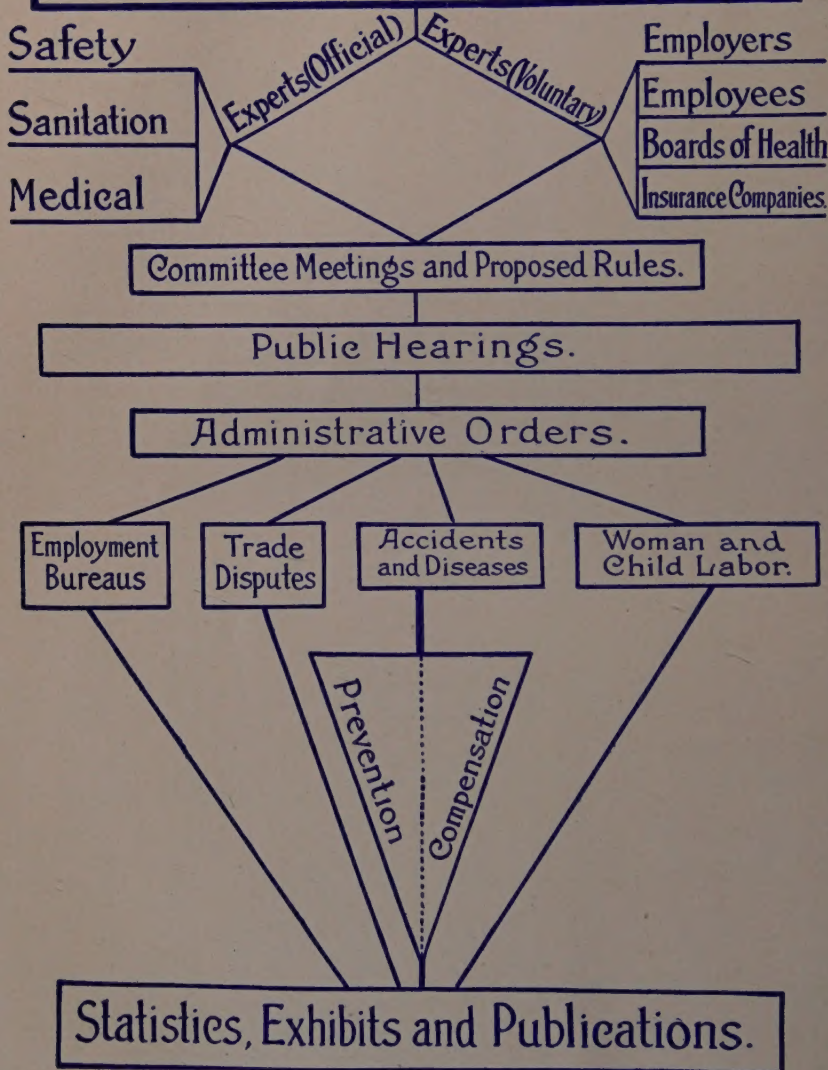 Safety
Sanitation
Medical
Experts(Official)
Experts(Voluntary)
Employers
Employees
Boards of Health
Insurance Companies.
Committee Meetings and Proposed Rules.
Public Hearings.
Administrative Orders.
Employment
Bureaus
Trade
Disputes
Accidents
and Diseases
Woman and
Child Labor.
Prevention
Compensation
Statistics, Exhibits and Publications.